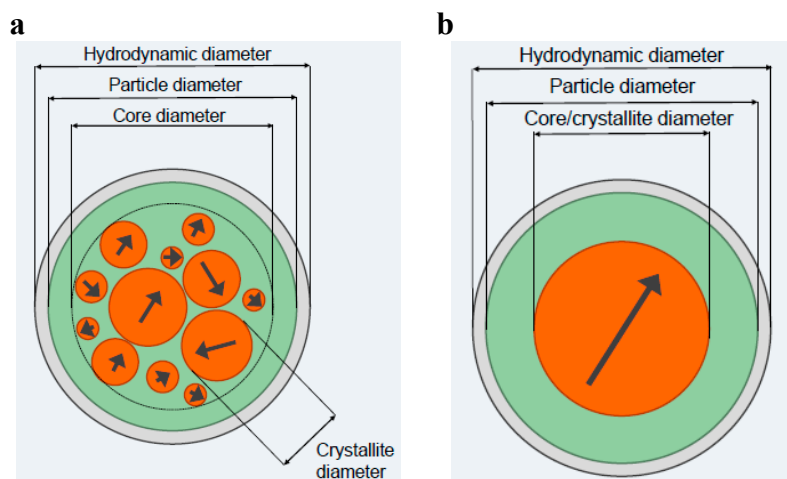 a
Hydrodynamic diameter
Particle diameter
Core diameter
Crystallite
diameter
b
Hydrodynamic diameter
Particle diameter
Core/crystallite diameter